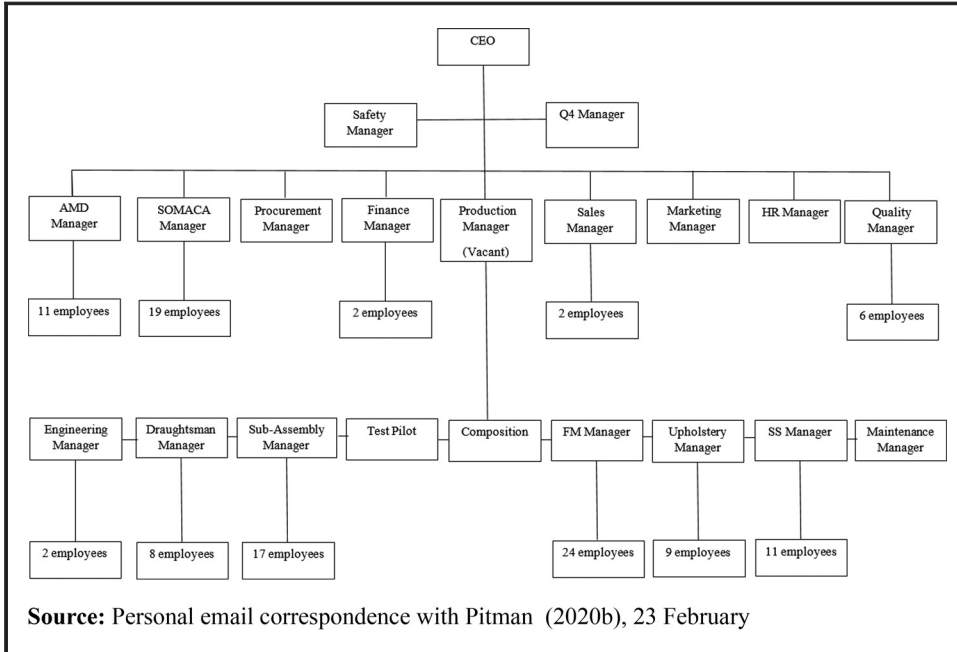 CEO
Safety
Manager
Q4 Manager
AMD
Manager
SOMACA
Manager
Procurement
Manager
Finance
Manager
Production
Manager
(Vacant)
Sales
Manager
Marketing
Manager
HR Manager
Quality
Manager
11 employees
19 employees
2 employees
2 employees
6 employees
Engineering
Manager
Draughtsman
Manager
Sub-Assembly
Manager
Test Pilot
Composition
FM Manager
Upholstery
Manager
SS Manager
Maintenance
Manager
2 employees
8 employees
17 employees
24 employees
9 employees
11 employees
Source: Personal email correspondence with Pitman (2020b), 23 February